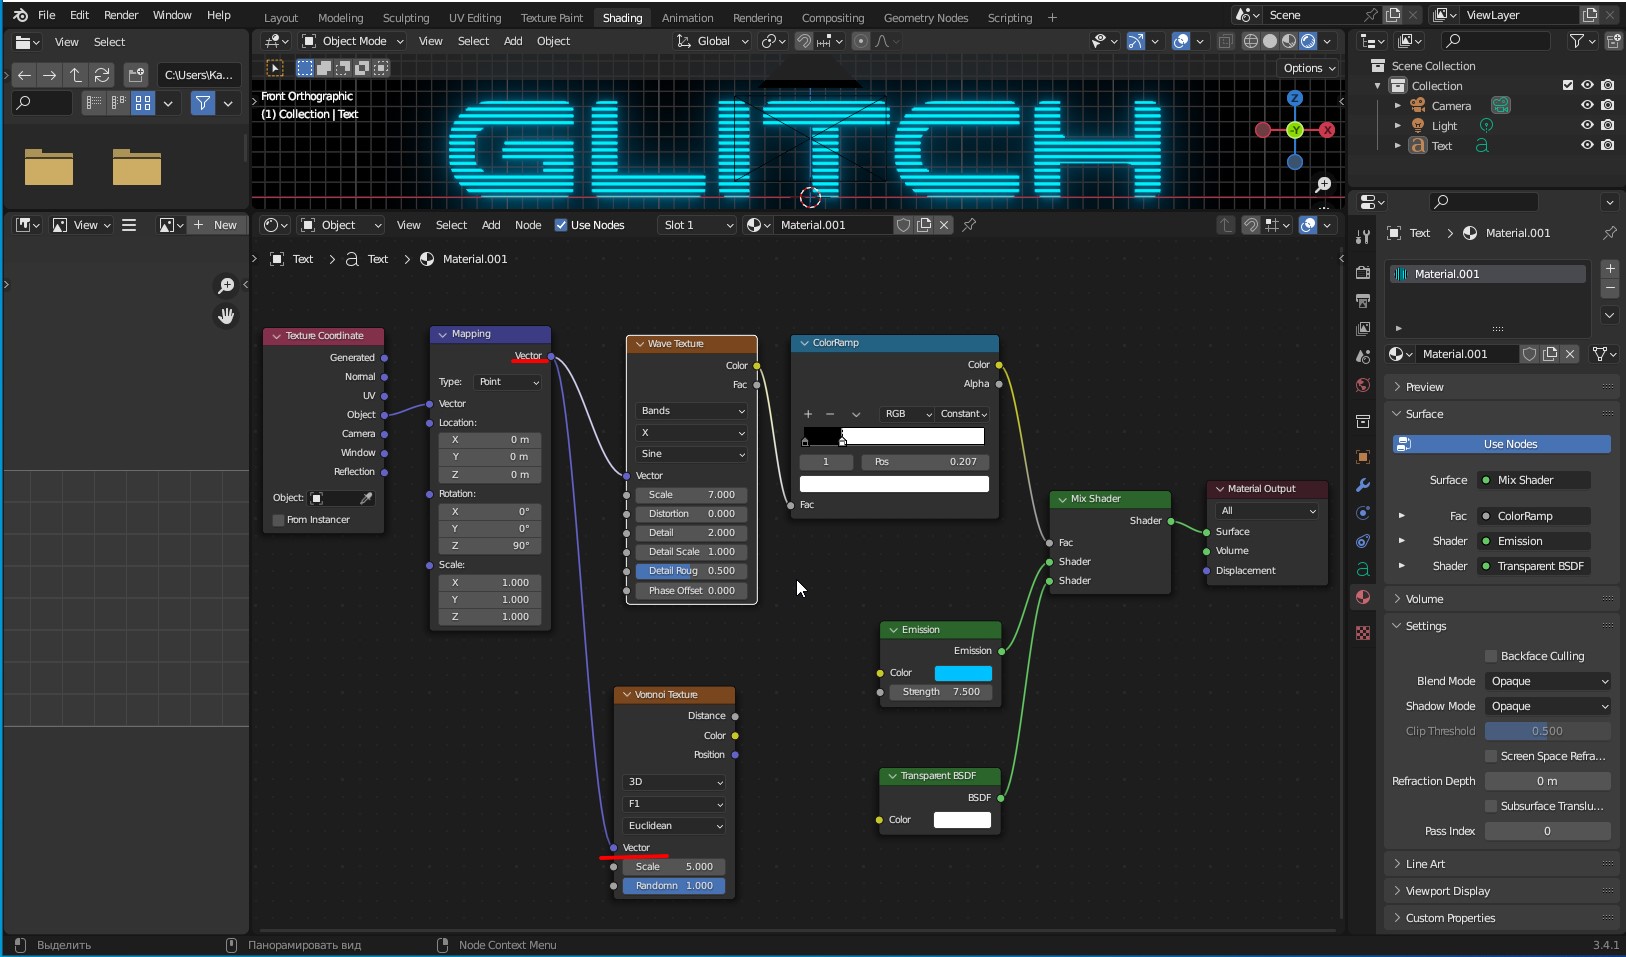 File Edit Render Window Help
Layout Modeling Sculpting UV Editing Texture Paint Shading Animation Rendering Compositing Geometry Nodes Scripting +
Scene
ViewLayer
View Select
Object Mode View Select Add Object
Global
Options
C:\Users\Ka...
Front Orthographic
(1) Collection | Text
GLITCH
Z
-Y
X
Scene Collection
Collection
Camera
Light
Text
View
+ New
Object View Select Add Node Use Nodes Slot 1 Material.001
Text > Text > Material.001
Texture Coordinate
Generated
Normal
UV
Object
Camera
Window
Reflection
Object:
From Instancer
Mapping
Vector
Type: Point
Vector
Location:
X 0 m
Y 0 m
Z 0 m
Rotation:
X 0°
Y 0°
Z 90°
Scale:
X 1.000
Y 1.000
Z 1.000
Wave Texture
Color
Fac
Bands
X
Sine
Vector
Scale 7.000
Distortion 0.000
Detail 2.000
Detail Scale 1.000
Detail Roug 0.500
Phase Offset 0.000
ColorRamp
Color
Alpha
RGB Constant
1 Pos 0.207
Fac
Mix Shader
Shader
Fac
Shader
Shader
Material Output
All
Surface
Volume
Displacement
Emission
Emission
Color
Strength 7.500
Voronoi Texture
Distance
Color
Position
3D
F1
Euclidean
Vector
Scale 5.000
Randomn 1.000
Transparent BSDF
BSDF
Color
Text > Material.001
Material.001
Material.001
Preview
Surface
Use Nodes
Surface Mix Shader
Fac ColorRamp
Shader Emission
Shader Transparent BSDF
Volume
Settings
Backface Culling
Blend Mode Opaque
Shadow Mode Opaque
Clip Threshold 0.500
Screen Space Refra...
Refraction Depth 0 m
Subsurface Translu...
Pass Index 0
Line Art
Viewport Display
Custom Properties
Выделить Панорамировать вид Node Context Menu 3.4.1